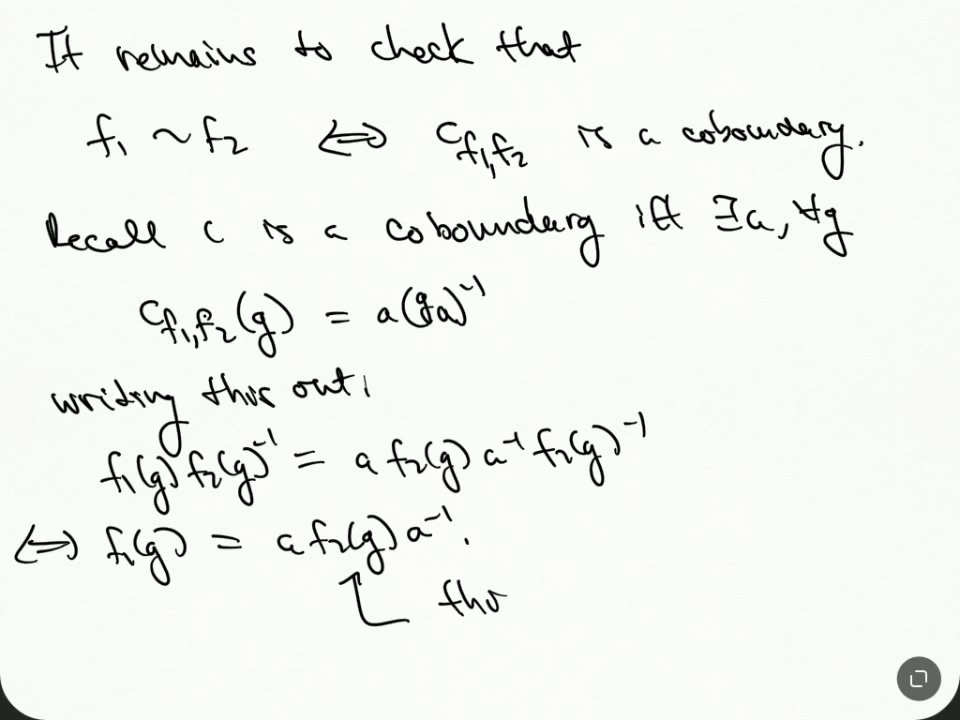 It remains to check that
f₁ ~ f₂ ⇔ c_{f₁,f₂} is a coboundary.
Recall c is a coboundary iff ∃a, ∀g
c_{f₁,f₂}(g) = a(ᵍa)⁻¹
writing this out,
f₁(g) f₂(g)⁻¹ = a f₂(g) a⁻¹ f₂(g)⁻¹
⇔ f₁(g) = a f₂(g) a⁻¹.
thi